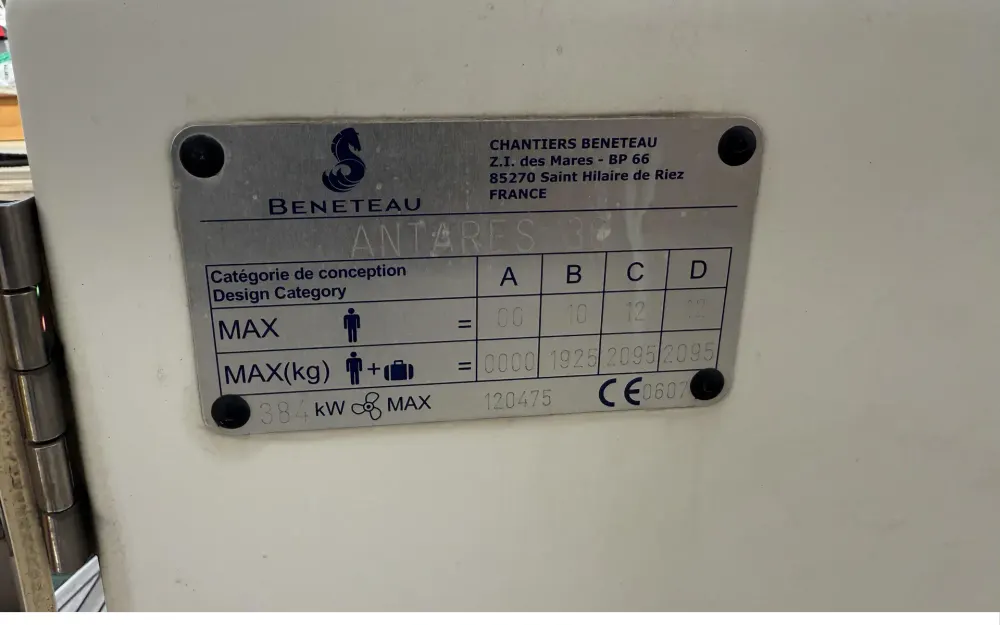 BENETEAU
CHANTIERS BENETEAU
Z.I. des Mares - BP 66
85270 Saint Hilaire de Riez
FRANCE
ANTARES
Catégorie de conception
Design Category
A B C D
MAX = 00 10 12 12
MAX(kg) + = 0000 1925 2095 2095
384 kW MAX 120475 CE 0607